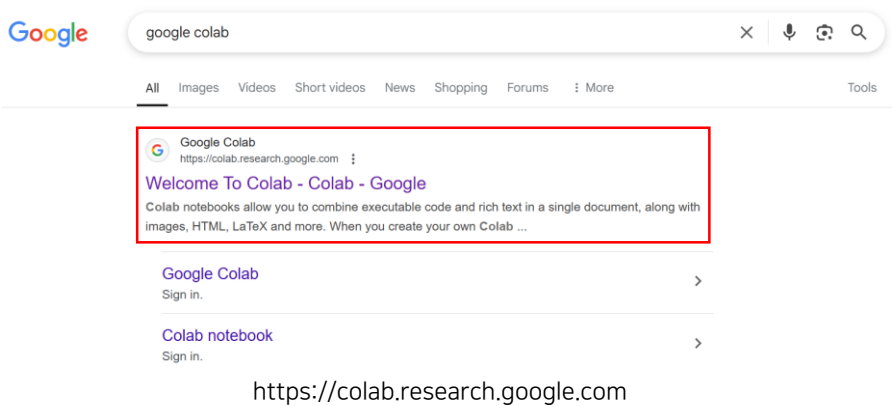 Google
google colab
All Images Videos Short videos News Shopping Forums More Tools
Google Colab
https://colab.research.google.com
Welcome To Colab - Colab - Google
Colab notebooks allow you to combine executable code and rich text in a single document, along with
images, HTML, LaTeX and more. When you create your own Colab ...
Google Colab
Sign in.
Colab notebook
Sign in.
https://colab.research.google.com